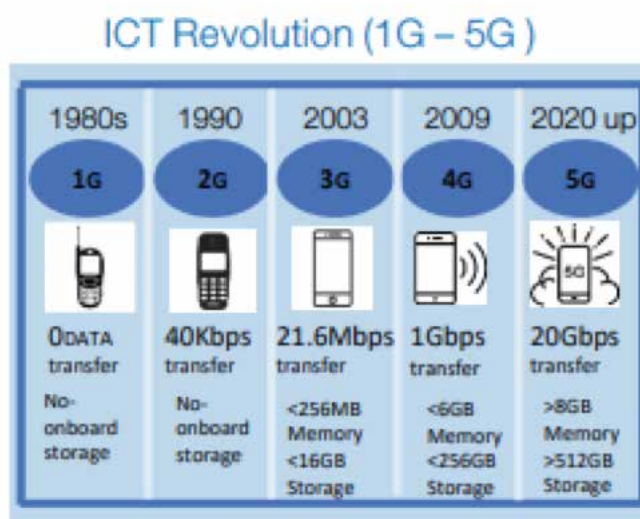 ICT Revolution (1G – 5G )
1980s
1G
0DATA
transfer
No-
onboard
storage
1990
2G
40Kbps
transfer
No-
onboard
storage
2003
3G
21.6Mbps
transfer
<256MB
Memory
<16GB
Storage
2009
4G
1Gbps
transfer
<6GB
Memory
<256GB
Storage
2020 up
5G
5G
20Gbps
transfer
>8GB
Memory
>512GB
Storage